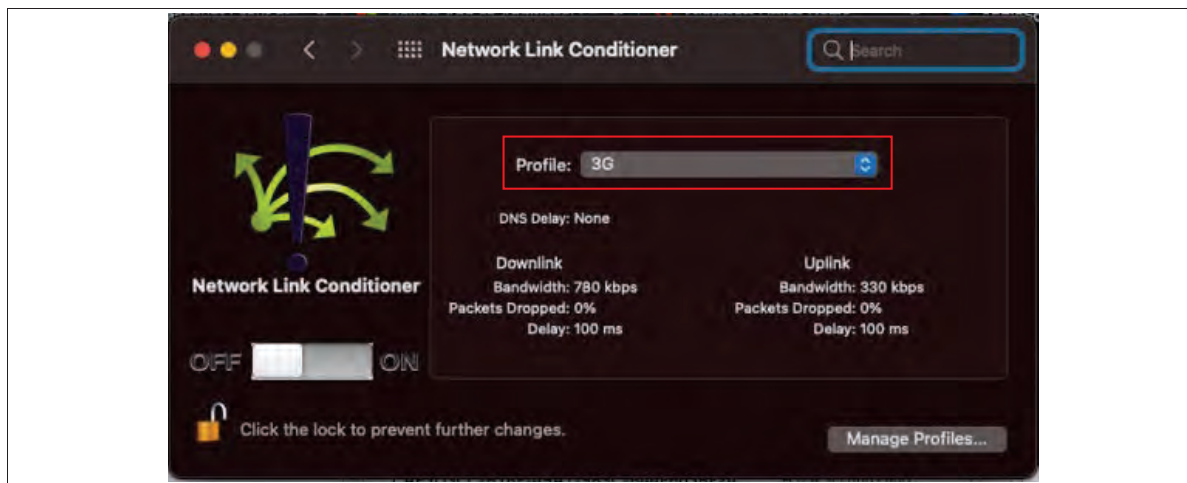 Network Link Conditioner
Search
Profile: 3G
DNS Delay: None
Downlink
Bandwidth: 780 kbps
Packets Dropped: 0%
Delay: 100 ms
Uplink
Bandwidth: 330 kbps
Packets Dropped: 0%
Delay: 100 ms
Network Link Conditioner
OFF ON
Click the lock to prevent further changes.
Manage Profiles...